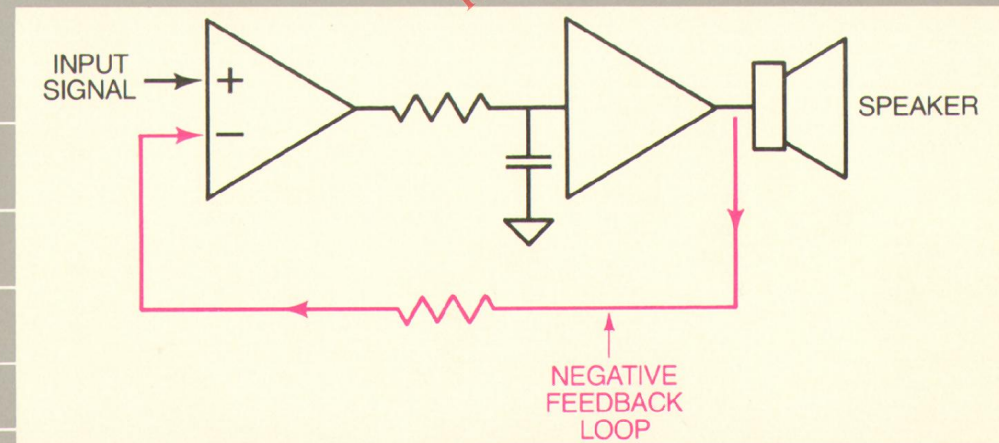 INPUT
SIGNAL
+
−
SPEAKER
NEGATIVE
FEEDBACK
LOOP